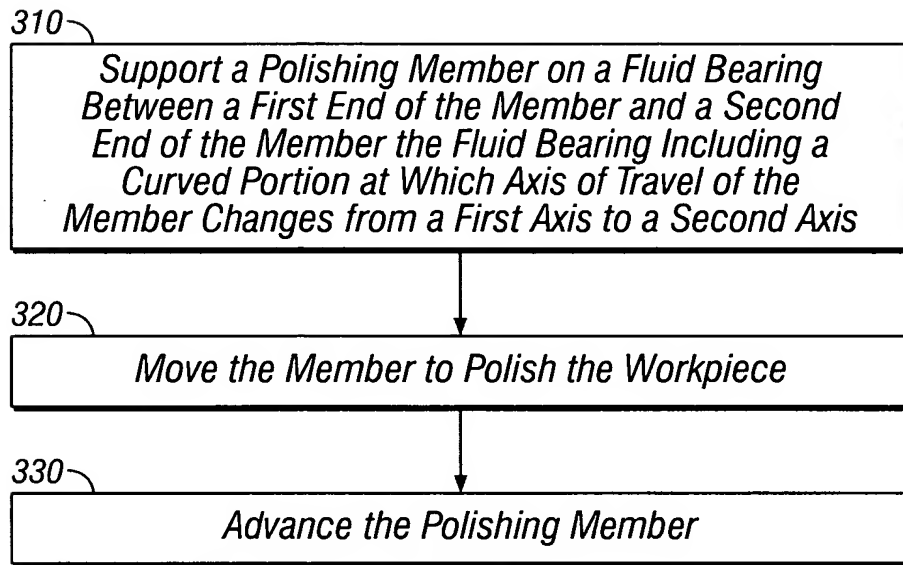 310
Support a Polishing Member on a Fluid Bearing
Between a First End of the Member and a Second
End of the Member the Fluid Bearing Including a
Curved Portion at Which Axis of Travel of the
Member Changes from a First Axis to a Second Axis
320
Move the Member to Polish the Workpiece
330
Advance the Polishing Member